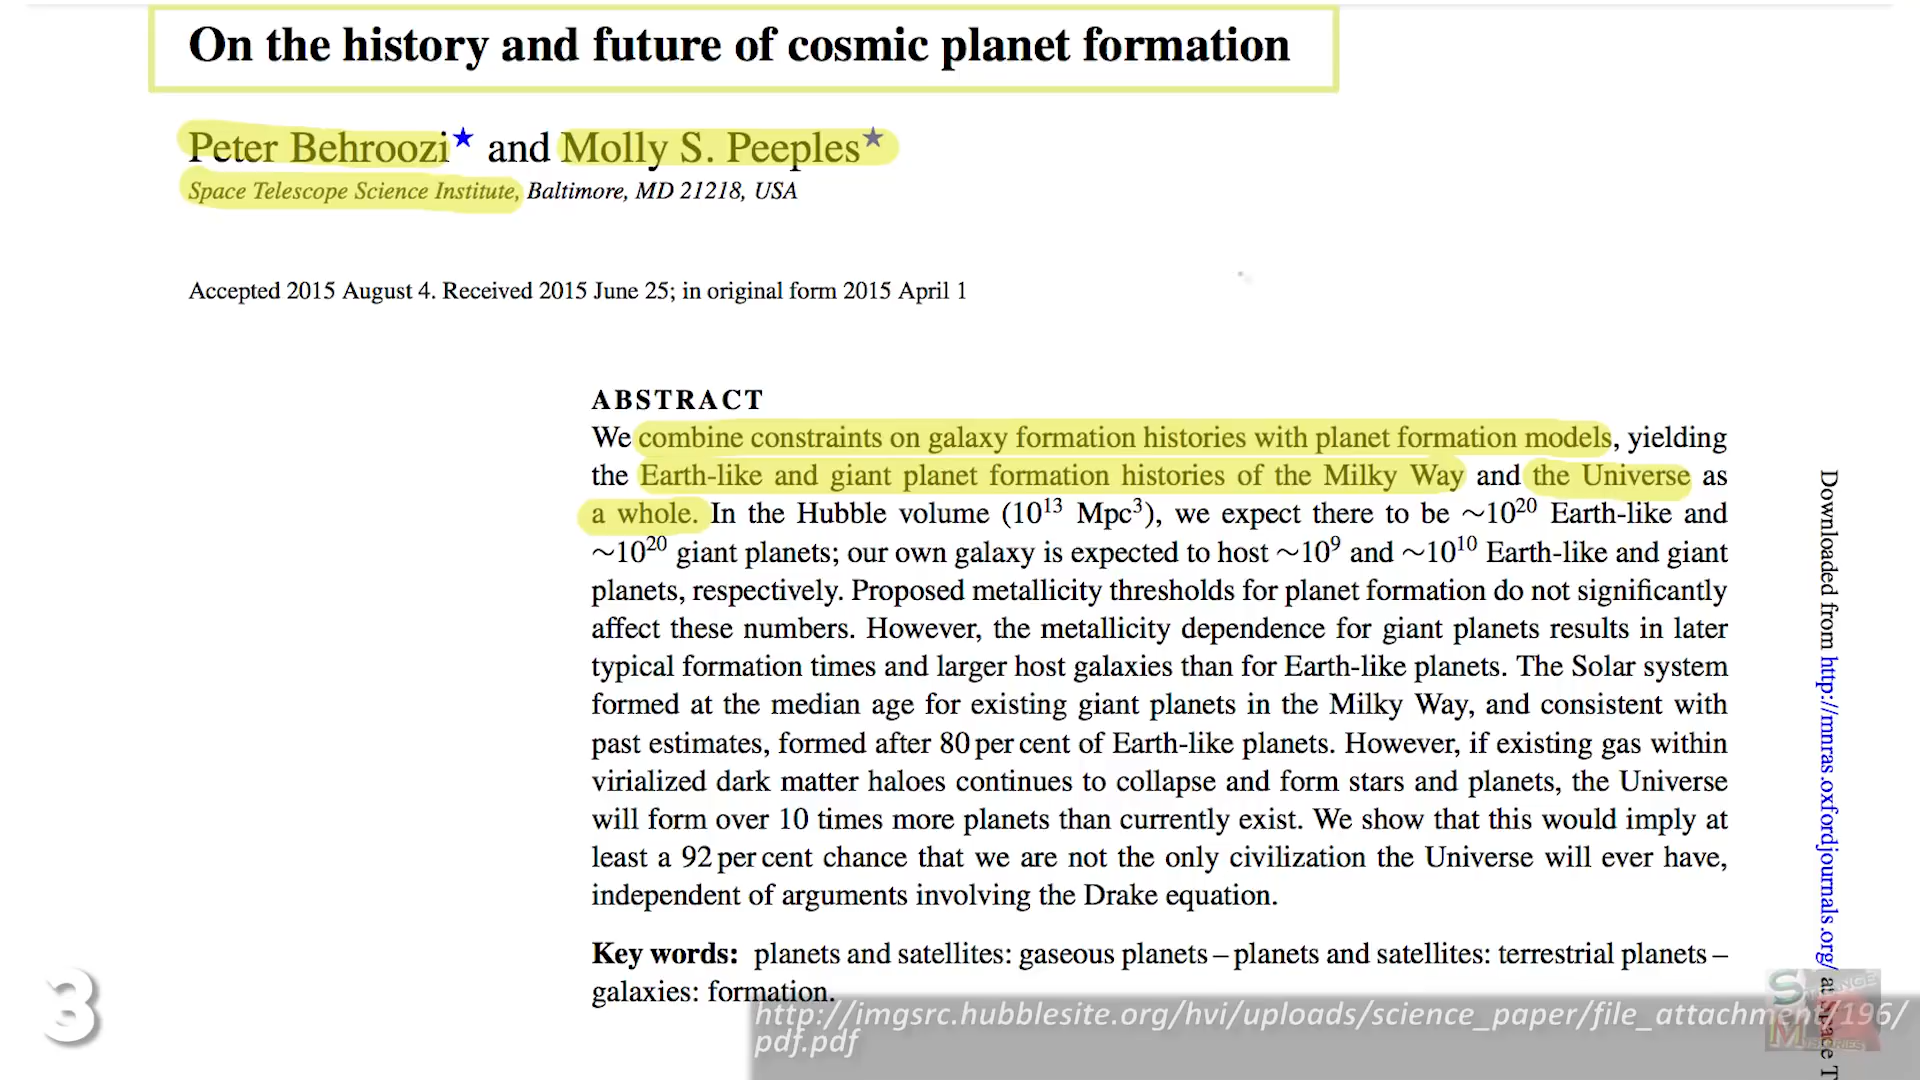 On the history and future of cosmic planet formation
Peter Behroozi★ and Molly S. Peeples★
Space Telescope Science Institute, Baltimore, MD 21218, USA
Accepted 2015 August 4. Received 2015 June 25; in original form 2015 April 1
ABSTRACT
We combine constraints on galaxy formation histories with planet formation models, yielding
the Earth-like and giant planet formation histories of the Milky Way and the Universe as
a whole. In the Hubble volume (10¹³ Mpc³), we expect there to be ∼10²⁰ Earth-like and
∼10²⁰ giant planets; our own galaxy is expected to host ∼10⁹ and ∼10¹⁰ Earth-like and giant
planets, respectively. Proposed metallicity thresholds for planet formation do not significantly
affect these numbers. However, the metallicity dependence for giant planets results in later
typical formation times and larger host galaxies than for Earth-like planets. The Solar system
formed at the median age for existing giant planets in the Milky Way, and consistent with
past estimates, formed after 80 per cent of Earth-like planets. However, if existing gas within
virialized dark matter haloes continues to collapse and form stars and planets, the Universe
will form over 10 times more planets than currently exist. We show that this would imply at
least a 92 per cent chance that we are not the only civilization the Universe will ever have,
independent of arguments involving the Drake equation.
Key words: planets and satellites: gaseous planets – planets and satellites: terrestrial planets –
galaxies: formation.
Downloaded from http://mnras.oxfordjournals.org/ at Space T
3
http://imgsrc.hubblesite.org/hvi/uploads/science_paper/file_attachment/196/
pdf.pdf
STRANGE
MYSTERIES